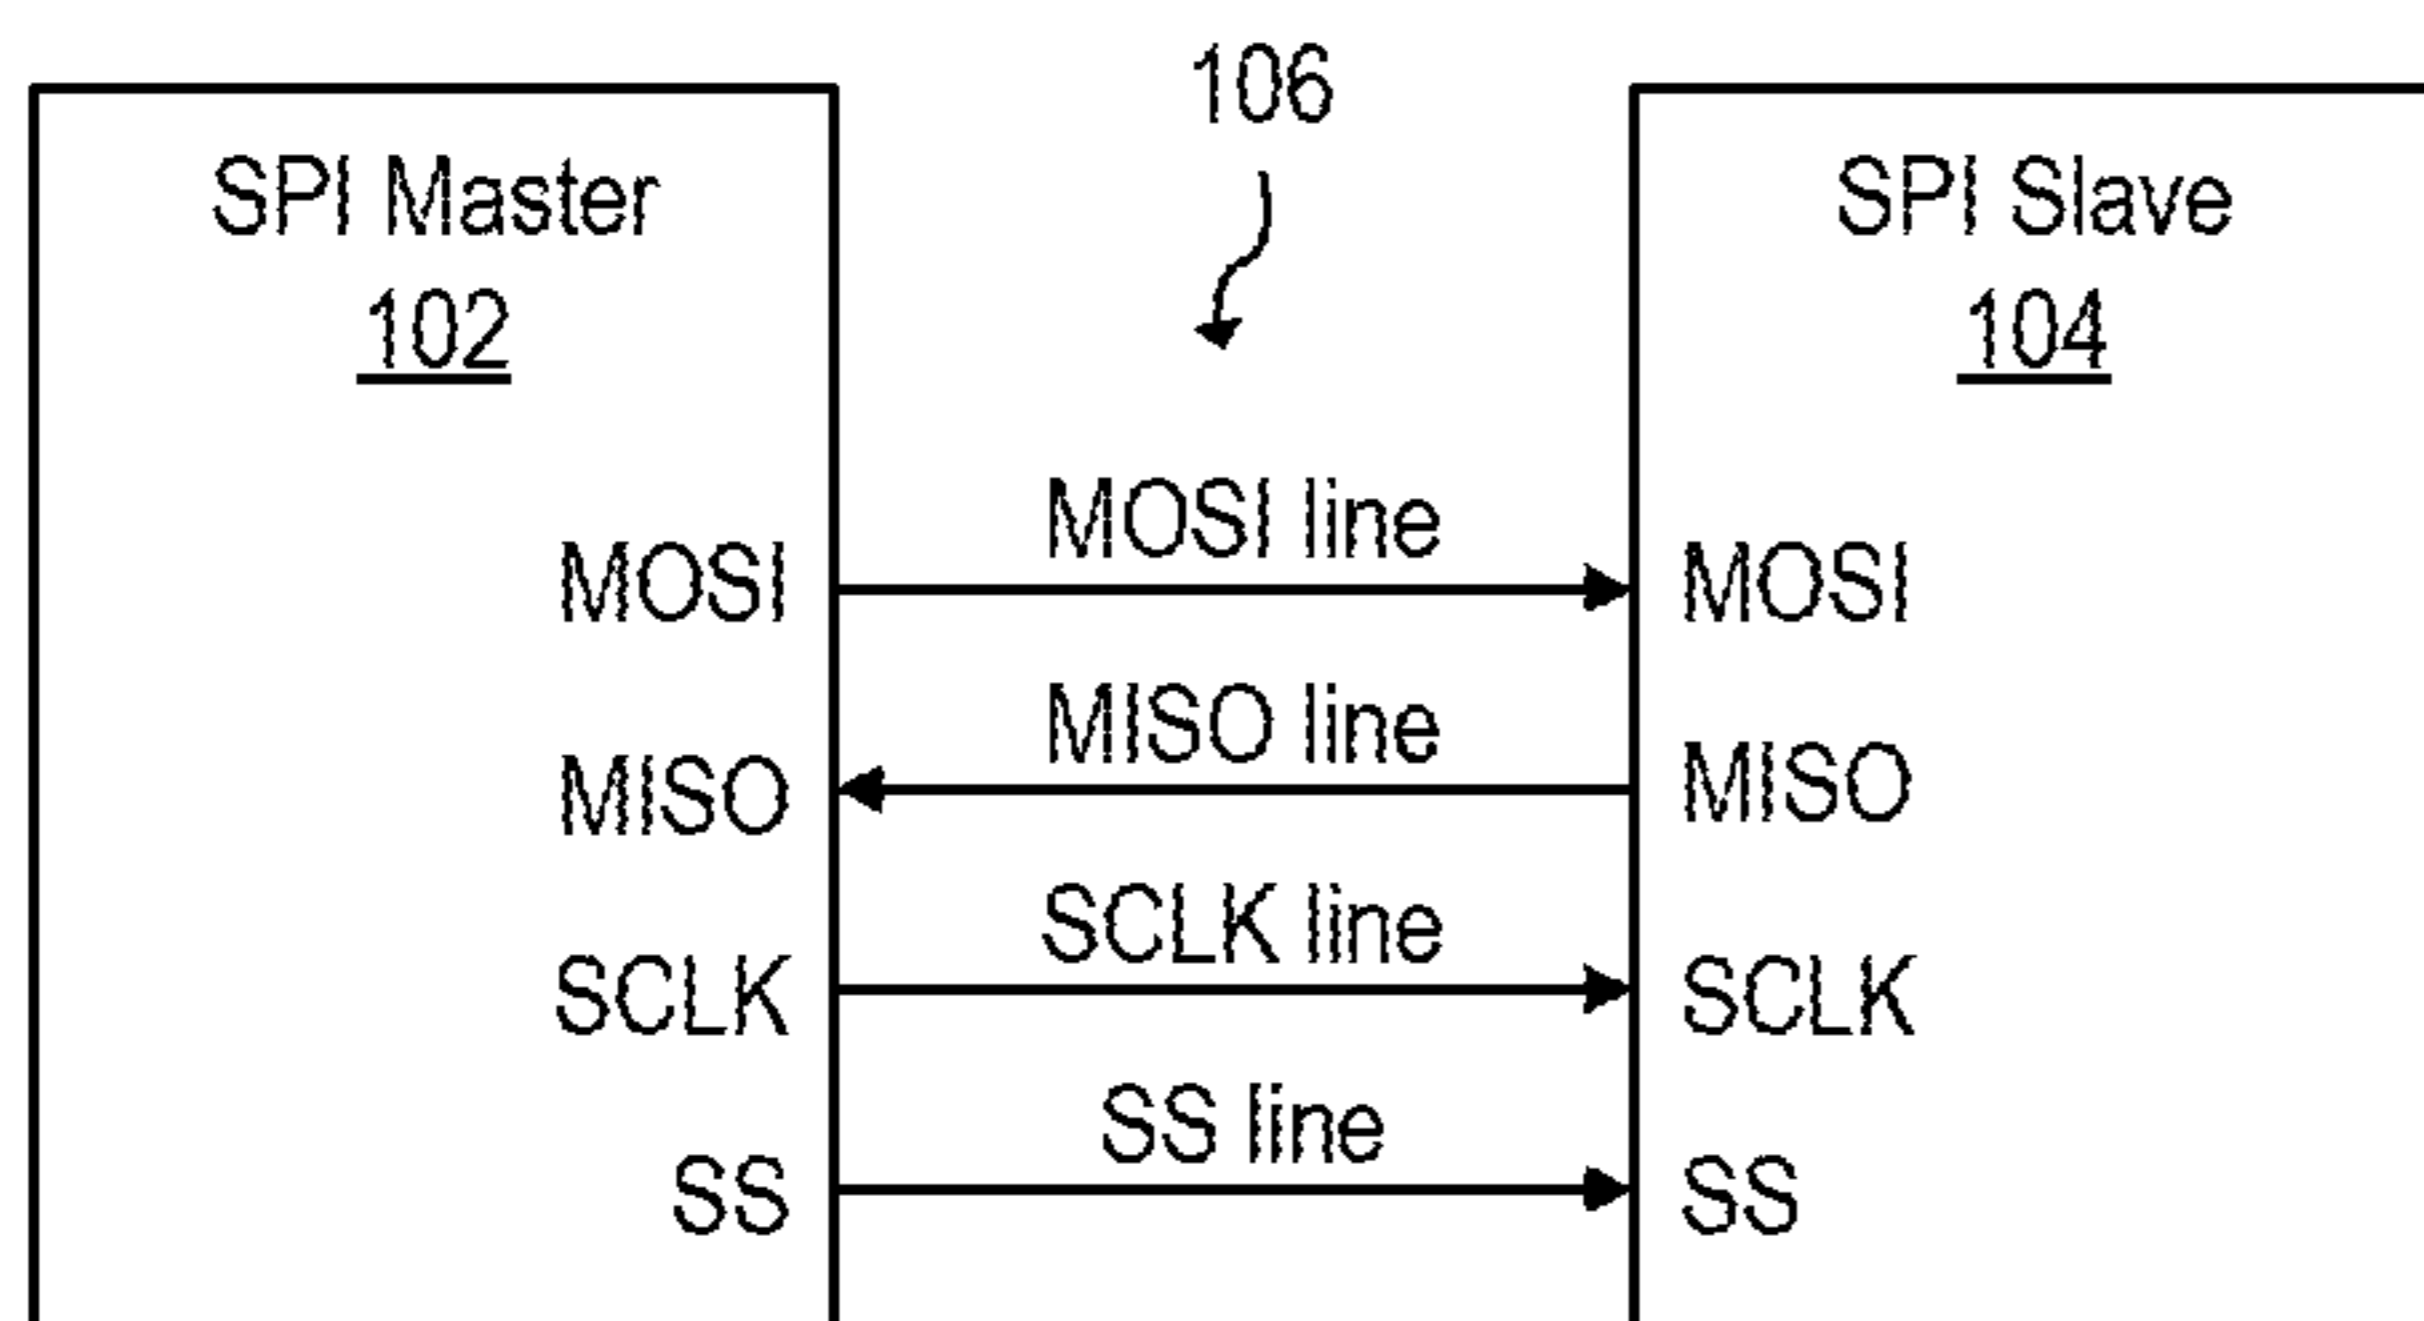 106
SPI Master
102
SPI Slave
104
MOSI
MOSI line
MOSI
MISO
MISO line
MISO
SCLK
SCLK line
SCLK
SS
SS line
SS